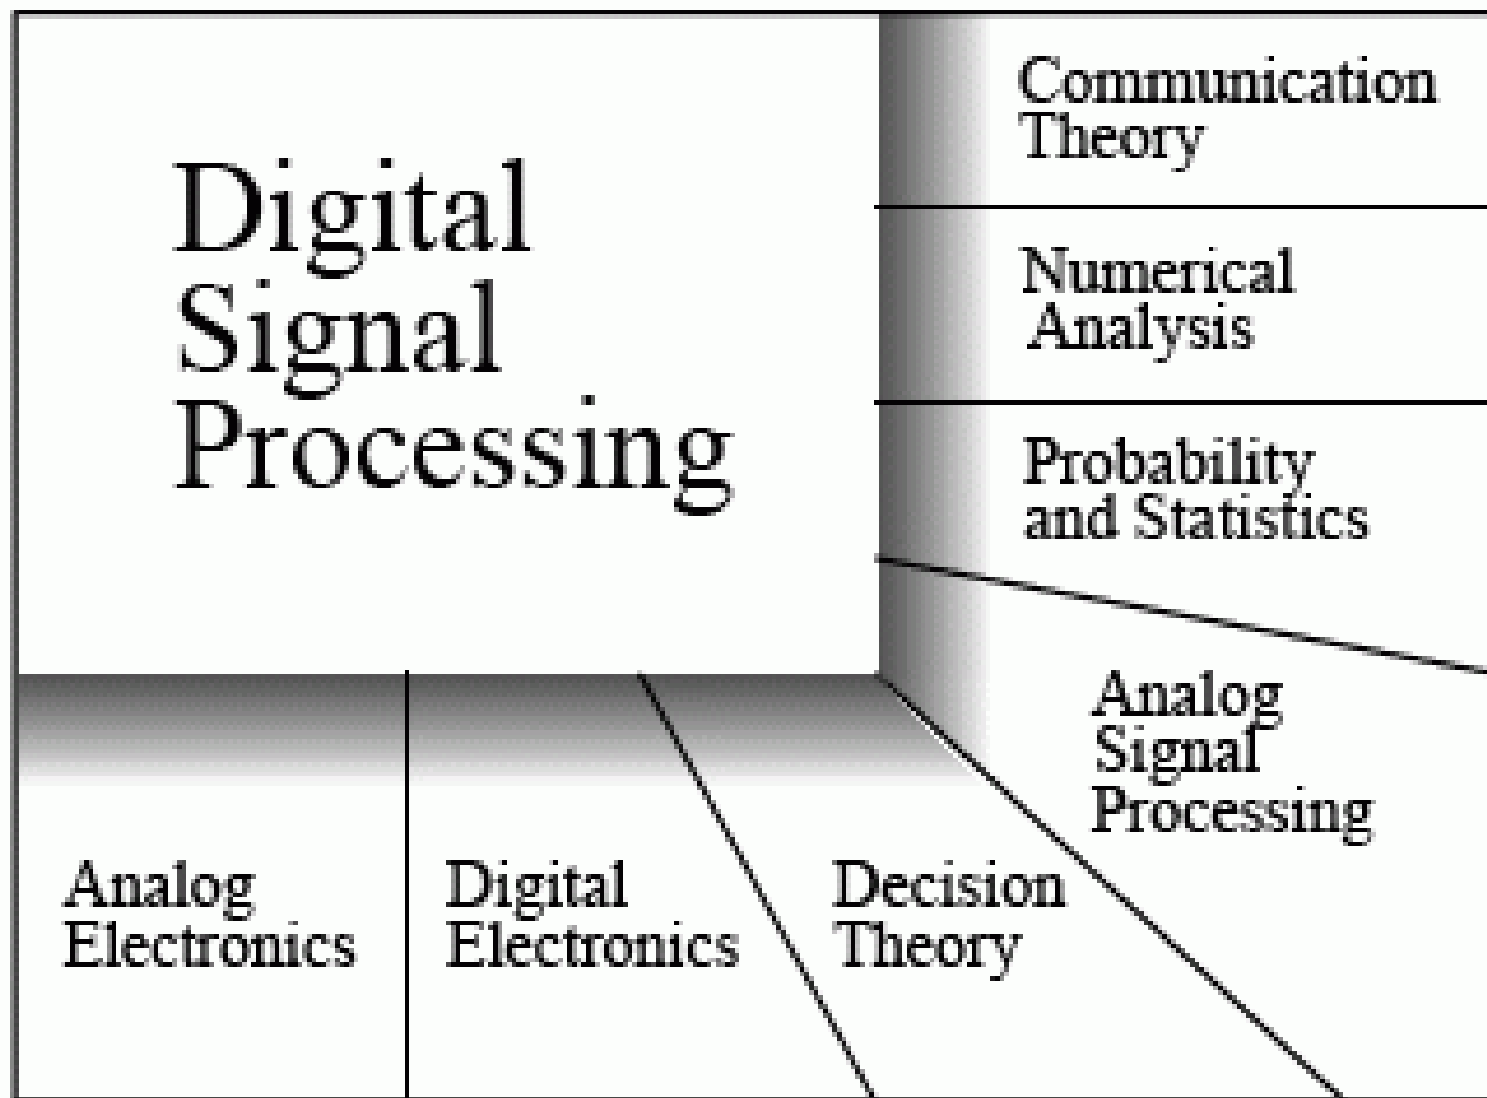 Digital
Signal
Processing
Communication
Theory
Numerical
Analysis
Probability
and Statistics
Analog
Signal
Processing
Decision
Theory
Digital
Electronics
Analog
Electronics